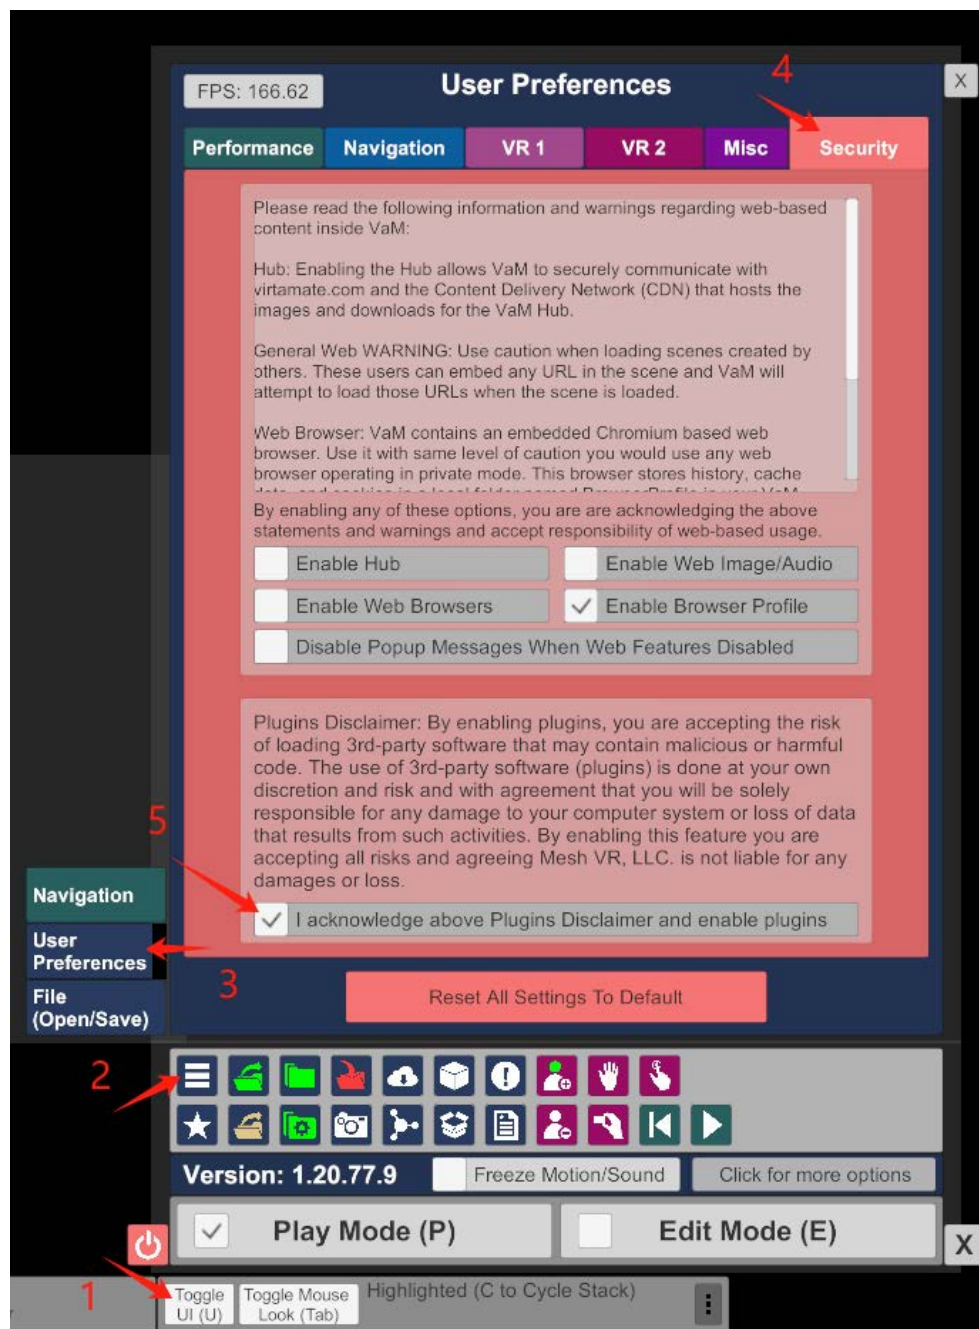 FPS: 166.62
User Preferences
4
X
Performance
Navigation
VR 1
VR 2
Misc
Security
Please read the following information and warnings regarding web-based
content inside VaM:
Hub: Enabling the Hub allows VaM to securely communicate with
virtamate.com and the Content Delivery Network (CDN) that hosts the
images and downloads for the VaM Hub.
General Web WARNING: Use caution when loading scenes created by
others. These users can embed any URL in the scene and VaM will
attempt to load those URLs when the scene is loaded.
Web Browser: VaM contains an embedded Chromium based web
browser. Use it with same level of caution you would use any web
browser operating in private mode. This browser stores history, cache
data, and cookies in a local folder named BrowserProfile in your VaM
By enabling any of these options, you are are acknowledging the above
statements and warnings and accept responsibility of web-based usage.
Enable Hub
Enable Web Image/Audio
Enable Web Browsers
Enable Browser Profile
Disable Popup Messages When Web Features Disabled
Plugins Disclaimer: By enabling plugins, you are accepting the risk
of loading 3rd-party software that may contain malicious or harmful
code. The use of 3rd-party software (plugins) is done at your own
discretion and risk and with agreement that you will be solely
responsible for any damage to your computer system or loss of data
that results from such activities. By enabling this feature you are
accepting all risks and agreeing Mesh VR, LLC. is not liable for any
damages or loss.
5
I acknowledge above Plugins Disclaimer and enable plugins
Navigation
User
Preferences
File
(Open/Save)
3
Reset All Settings To Default
2
Version: 1.20.77.9
Freeze Motion/Sound
Click for more options
Play Mode (P)
Edit Mode (E)
X
1
Toggle
UI (U)
Toggle Mouse
Look (Tab)
Highlighted (C to Cycle Stack)